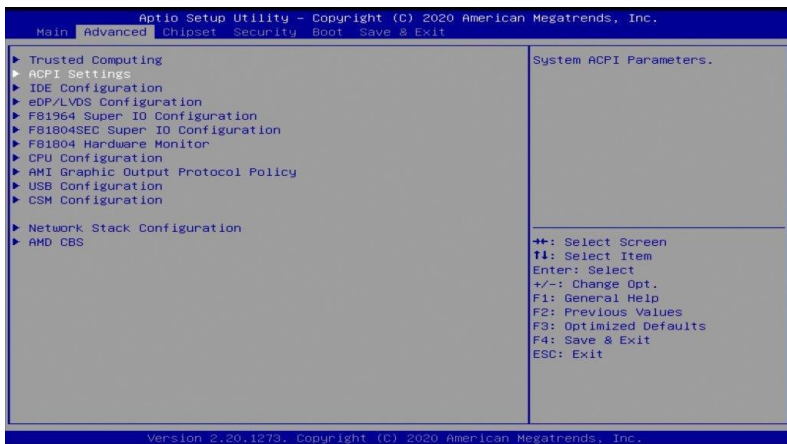 Aptio Setup Utility – Copyright (C) 2020 American Megatrends, Inc.
Main Advanced Chipset Security Boot Save & Exit
Trusted Computing
ACPI Settings
IDE Configuration
eDP/LVDS Configuration
F81964 Super IO Configuration
F81804SEC Super IO Configuration
F81804 Hardware Monitor
CPU Configuration
AMI Graphic Output Protocol Policy
USB Configuration
CSM Configuration
Network Stack Configuration
AMD CBS
System ACPI Parameters.
→←: Select Screen
↑↓: Select Item
Enter: Select
+/-: Change Opt.
F1: General Help
F2: Previous Values
F3: Optimized Defaults
F4: Save & Exit
ESC: Exit
Version 2.20.1273. Copyright (C) 2020 American Megatrends, Inc.